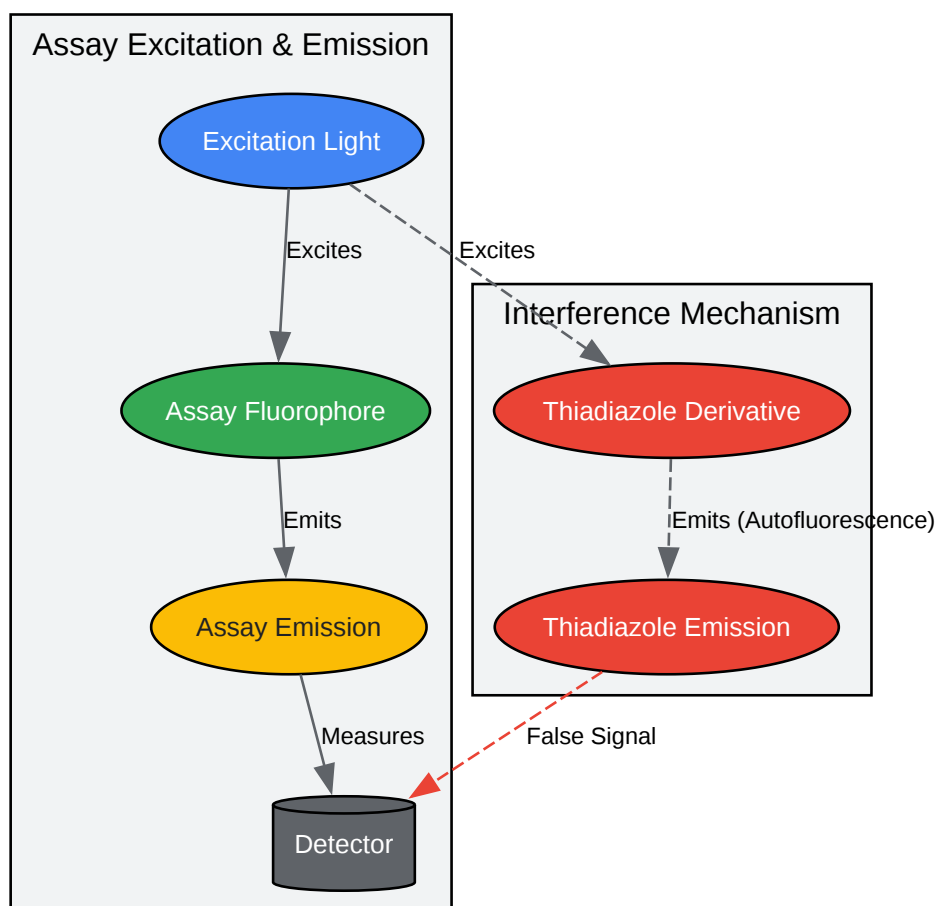 Assay Excitation & Emission
Excitation Light
Excites
Excites
Interference Mechanism
Assay Fluorophore
Thiadiazole Derivative
Emits
Emits (Autofluorescence)
Assay Emission
Thiadiazole Emission
Measures
False Signal
Detector